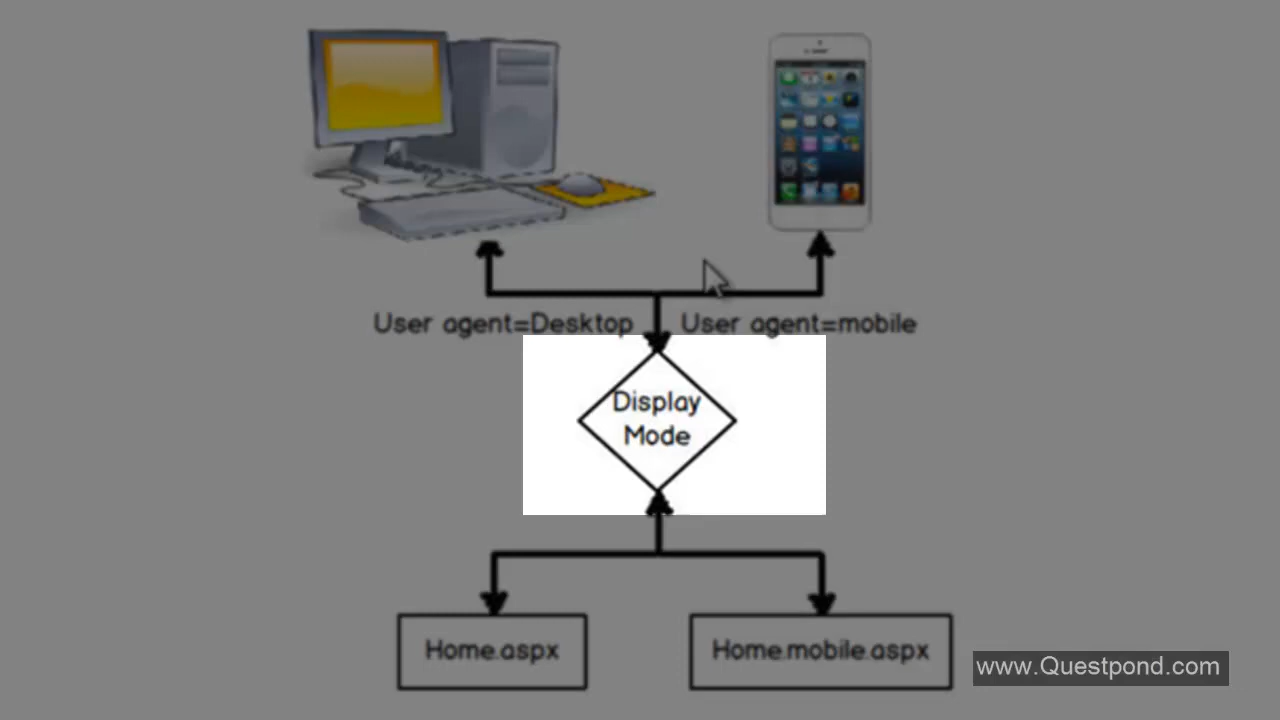 User agent=Desktop
User agent=mobile
Display
Mode
Home.aspx
Home.mobile.aspx
www.Questpond.com